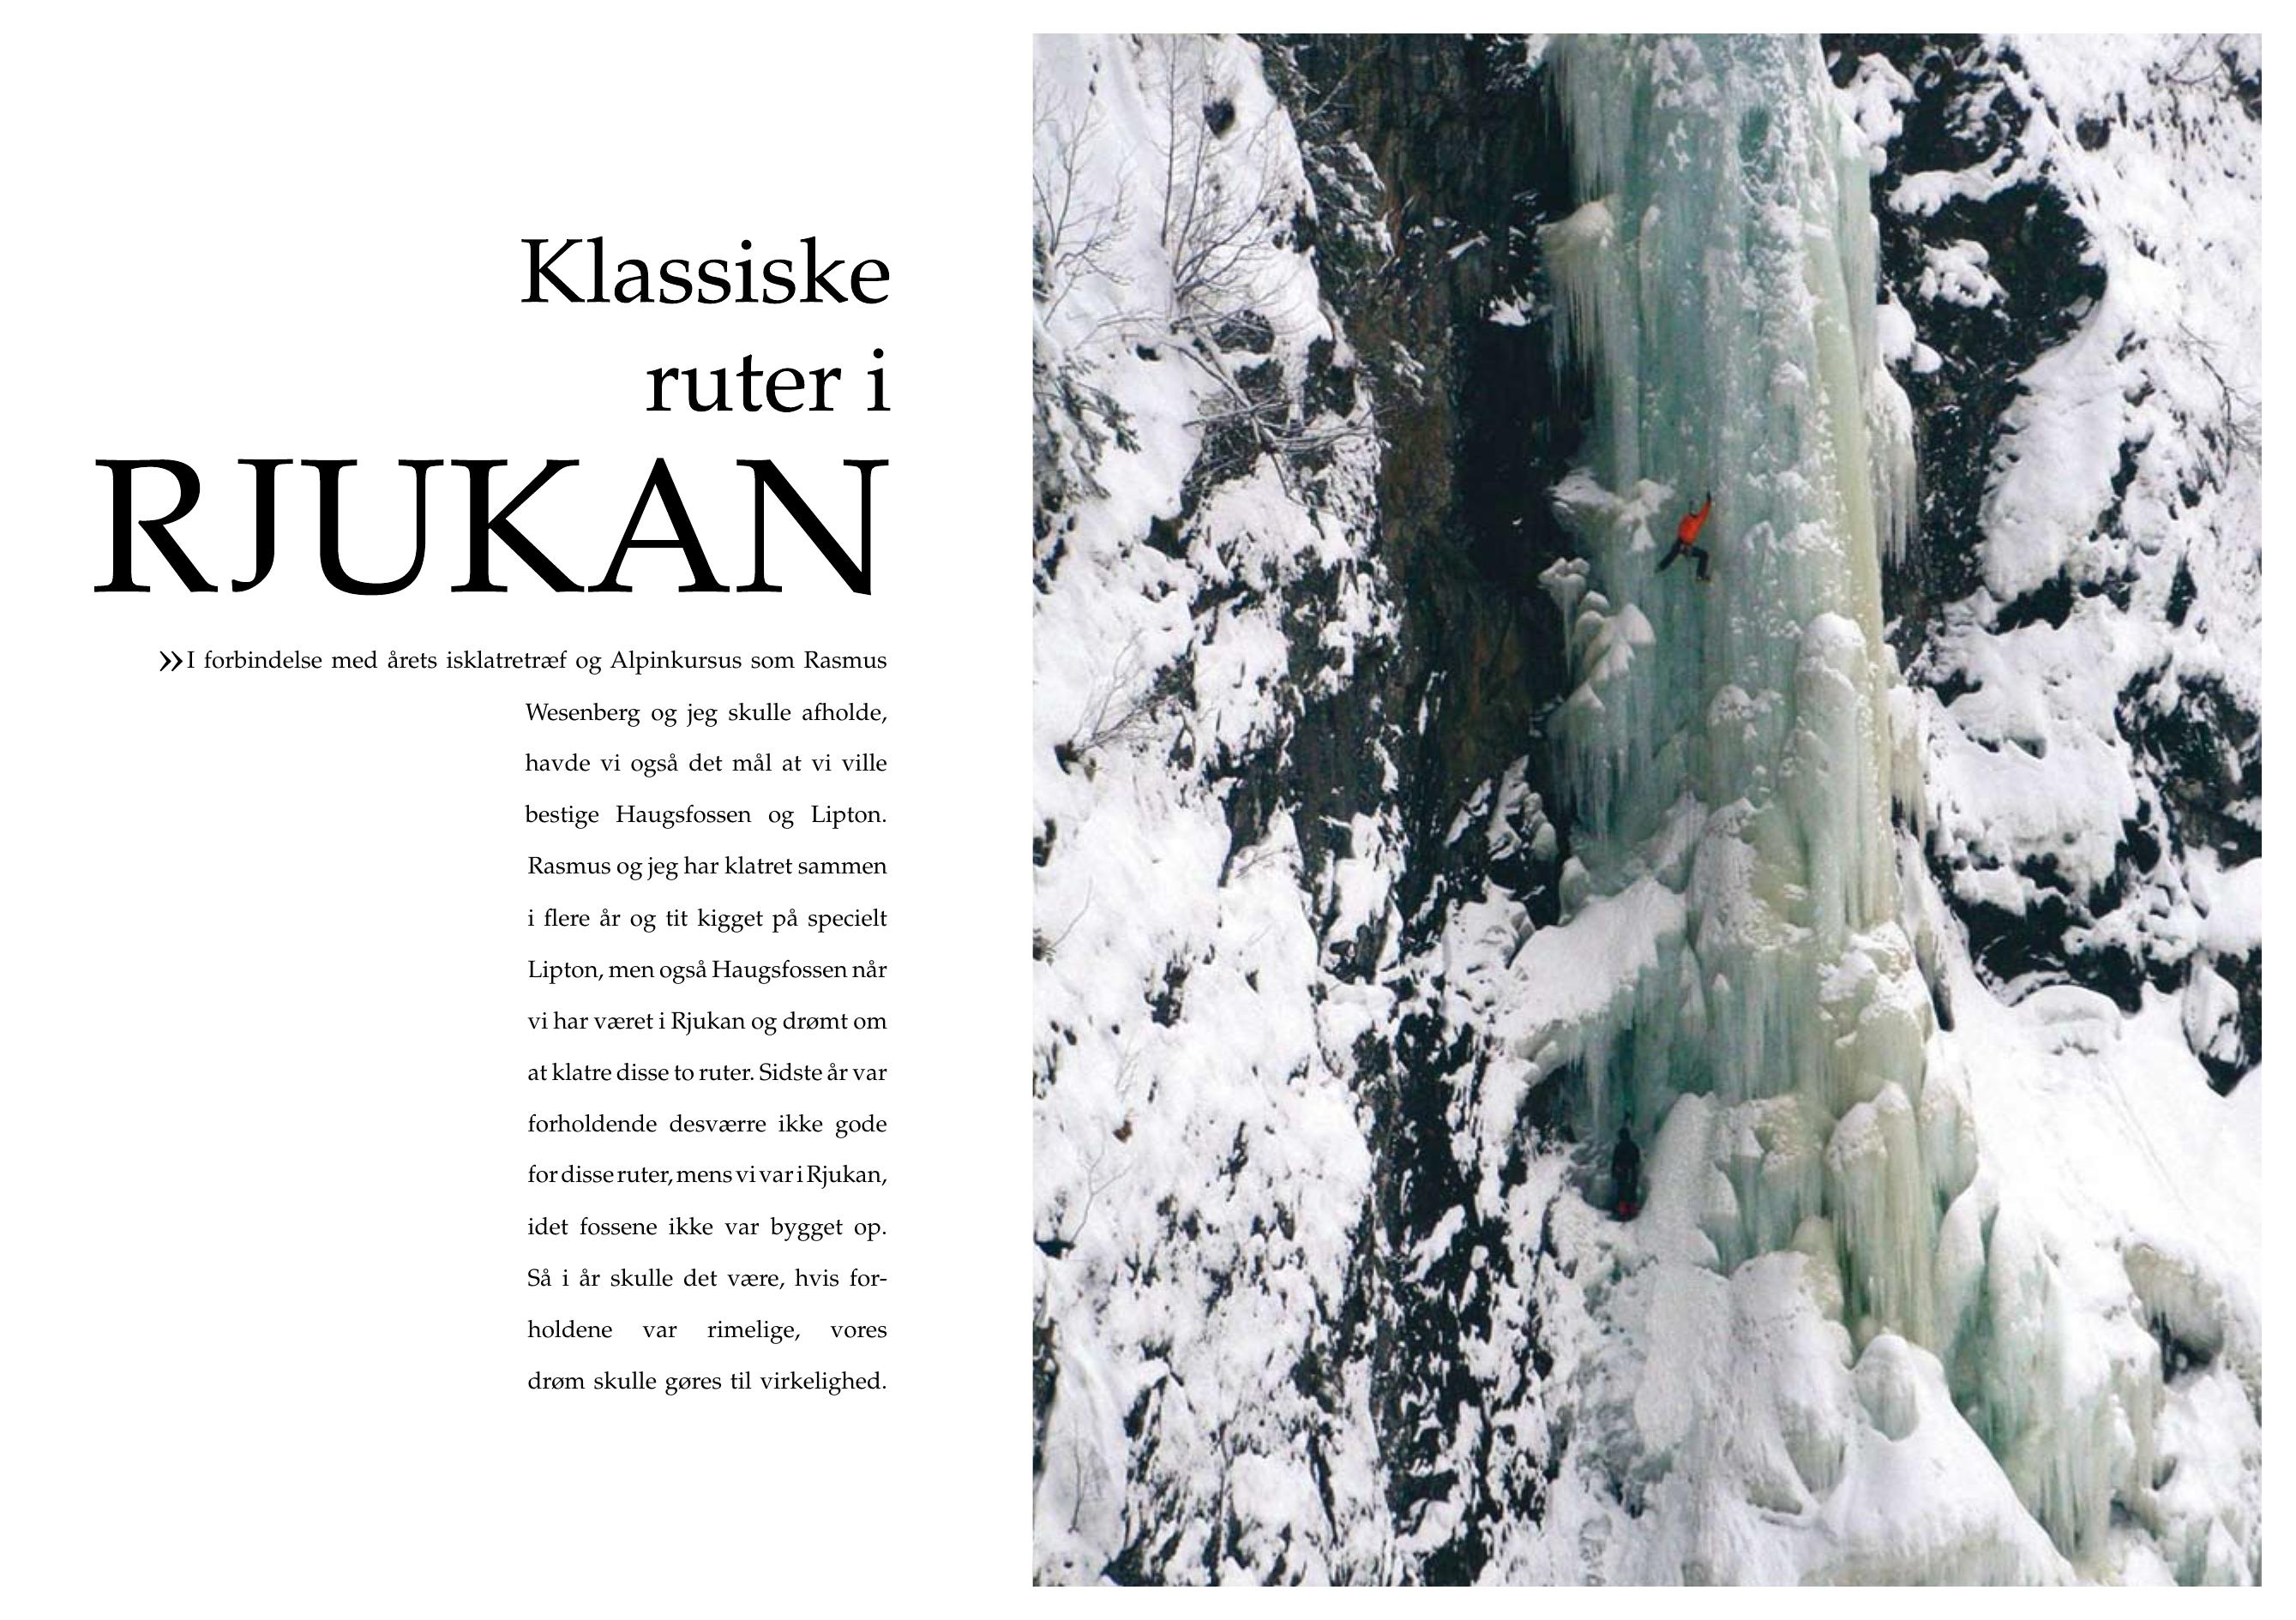 Klassiske
ruter i
RJUKAN
»I forbindelse med årets isklatretræf og Alpinkursus som Rasmus
Wesenberg og jeg skulle afholde,
havde vi også det mål at vi ville
bestige Haugsfossen og Lipton.
Rasmus og jeg har klatret sammen
i flere år og tit kigget på specielt
Lipton, men også Haugsfossen når
vi har været i Rjukan og drømt om
at klatre disse to ruter. Sidste år var
forholdende desværre ikke gode
for disse ruter, mens vi var i Rjukan,
idet fossene ikke var bygget op.
Så i år skulle det være, hvis for-
holdene var rimelige, vores
drøm skulle gøres til virkelighed.